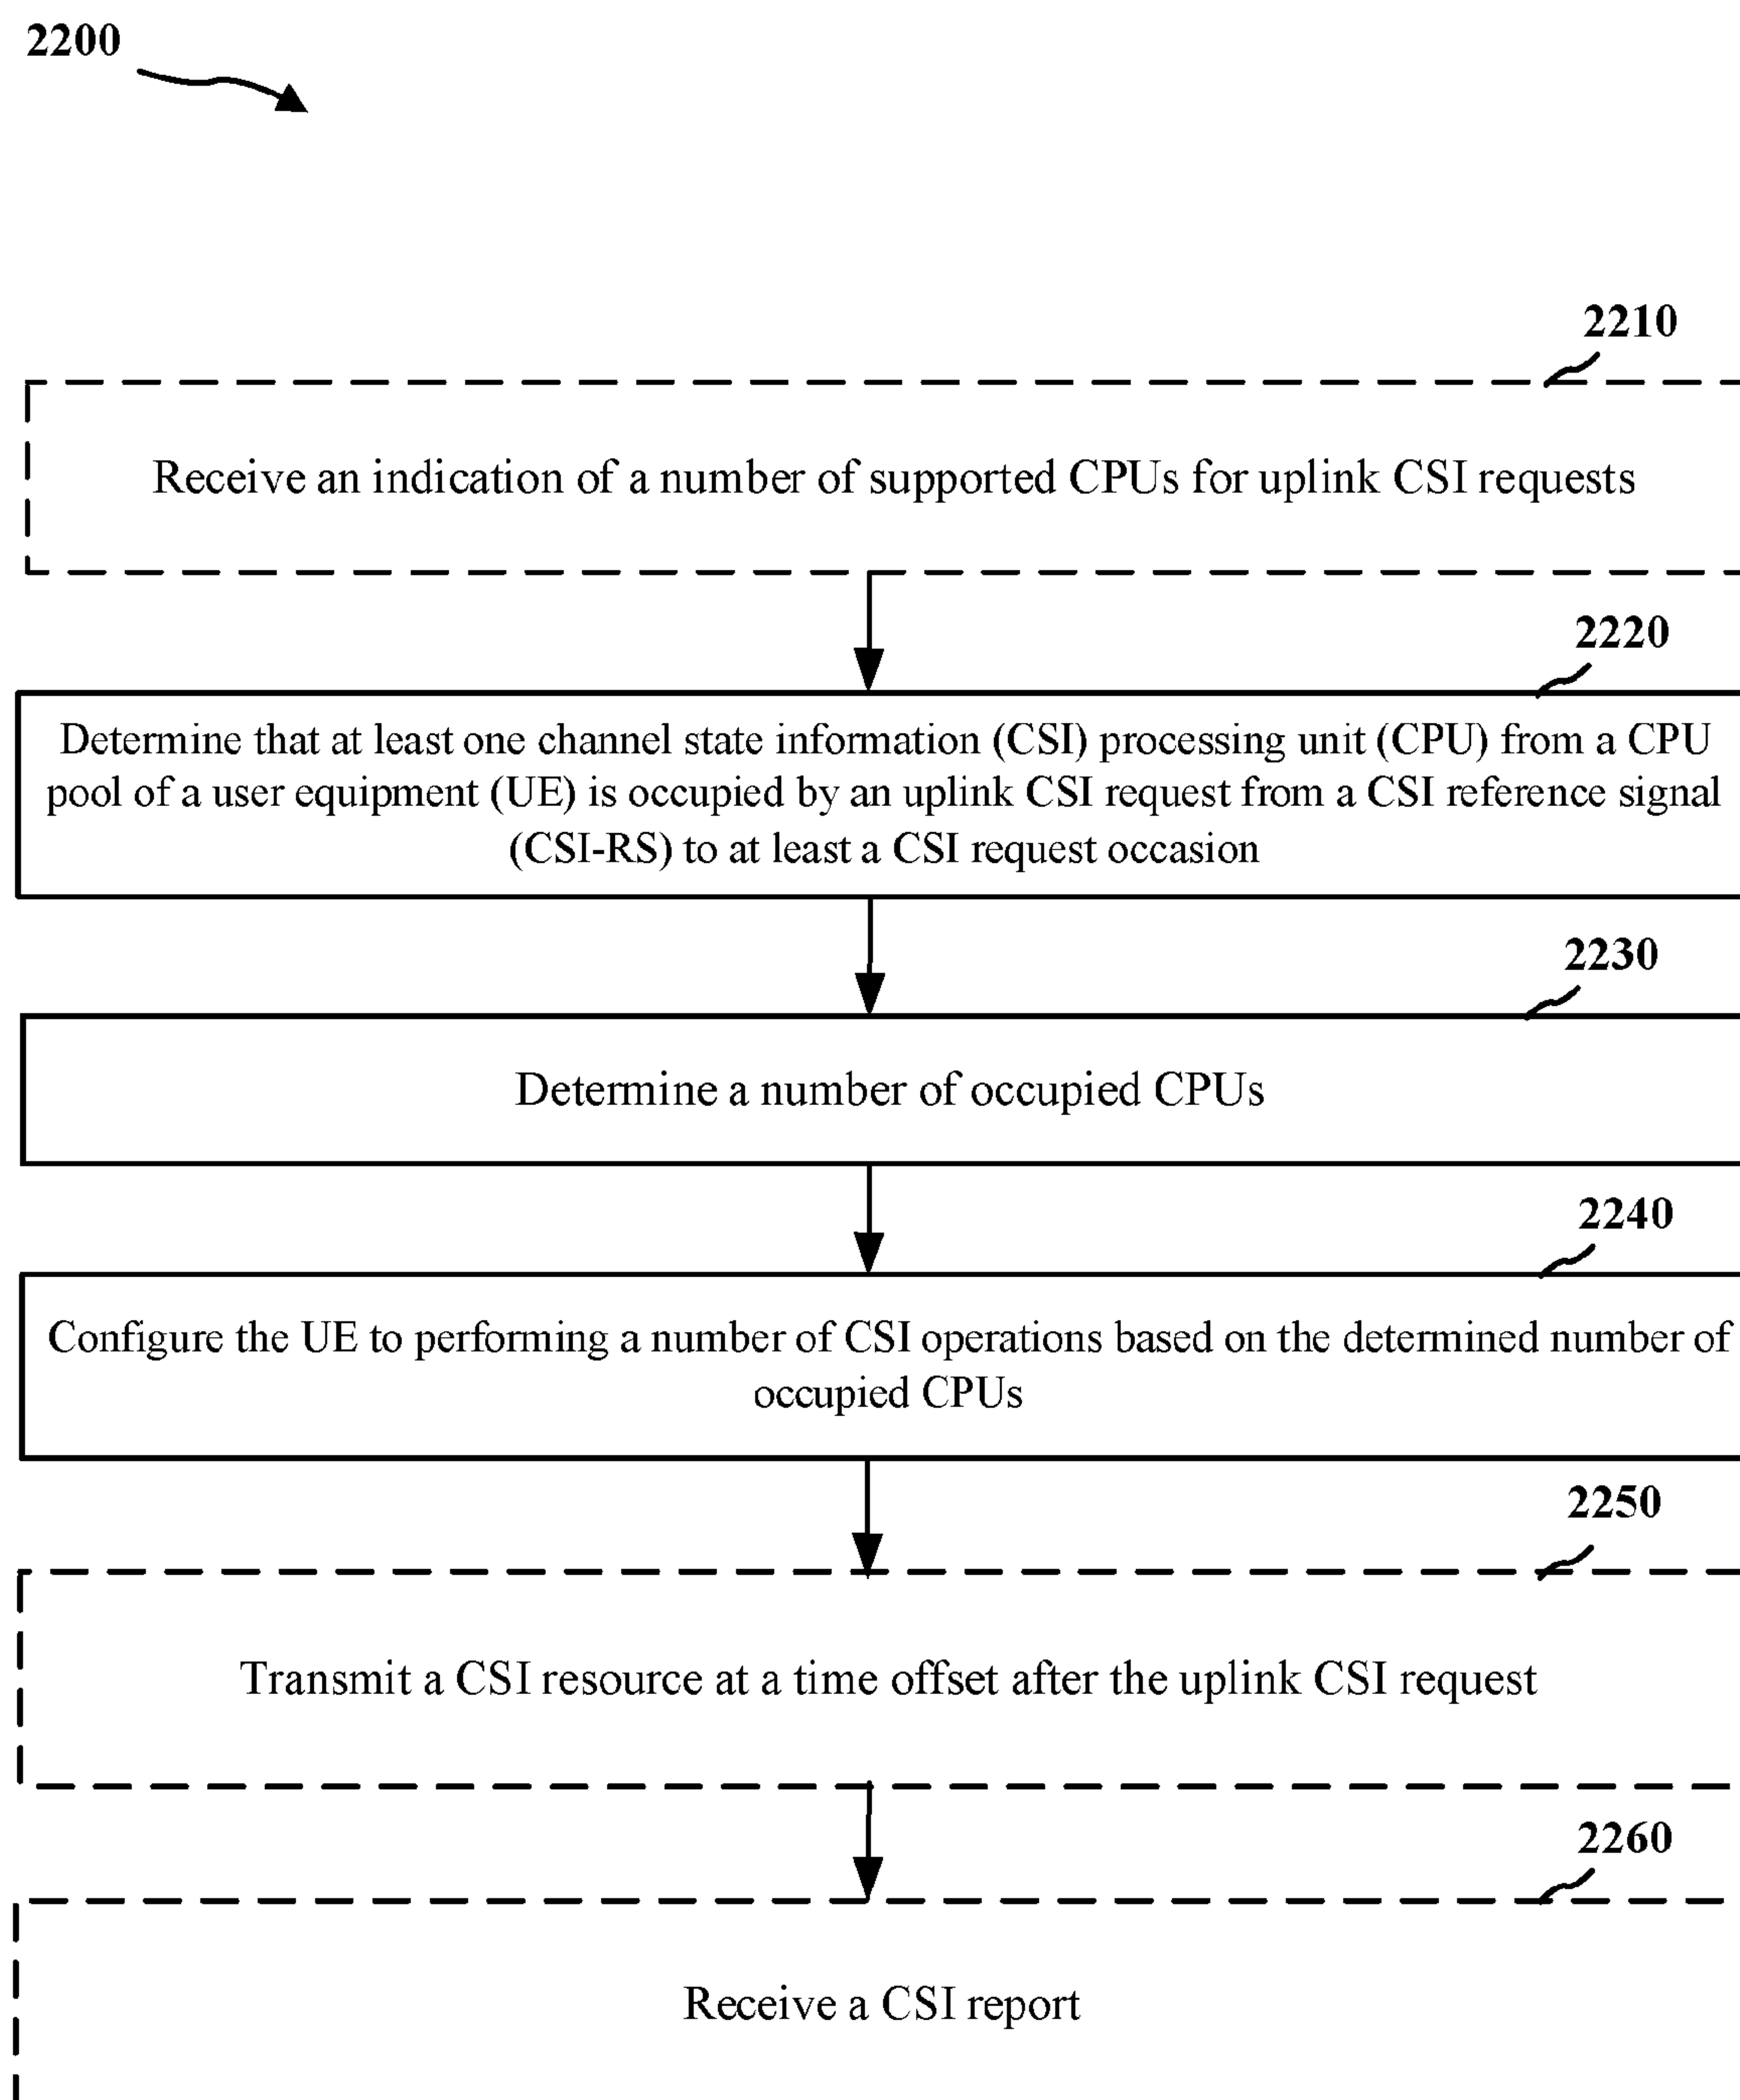 2200
2210
Receive an indication of a number of supported CPUs for uplink CSI requests
2220
Determine that at least one channel state information (CSI) processing unit (CPU) from a CPU
pool of a user equipment (UE) is occupied by an uplink CSI request from a CSI reference signal
(CSI-RS) to at least a CSI request occasion
2230
Determine a number of occupied CPUs
2240
Configure the UE to performing a number of CSI operations based on the determined number of
occupied CPUs
2250
Transmit a CSI resource at a time offset after the uplink CSI request
2260
Receive a CSI report